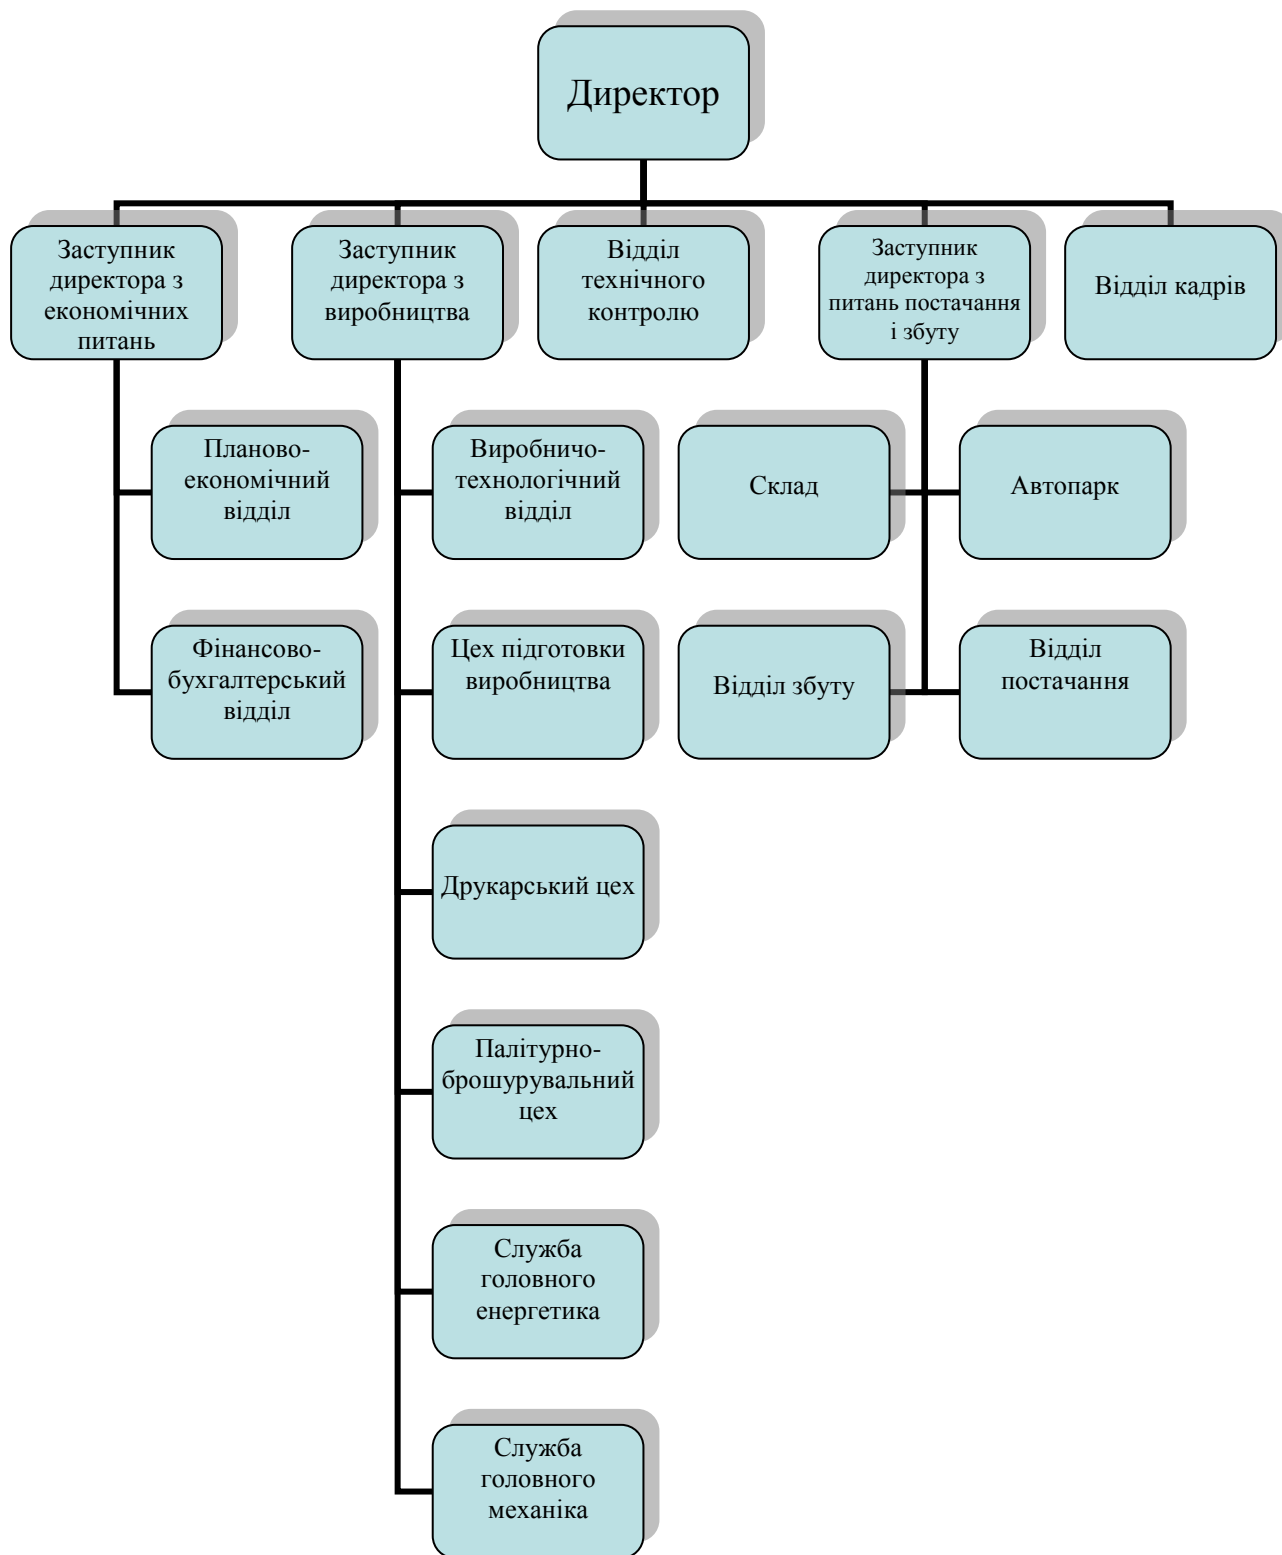 Директор
Заступник
директора з
економічних
питань
Заступник
директора з
виробництва
Відділ
технічного
контролю
Заступник
директора з
питань постачання
і збуту
Відділ кадрів
Планово-
економічний
відділ
Виробничо-
технологічний
відділ
Склад
Автопарк
Фінансово-
бухгалтерський
відділ
Цех підготовки
виробництва
Відділ збуту
Відділ
постачання
Друкарський цех
Палітурно-
брошурувальний
цех
Служба
головного
енергетика
Служба
головного
механіка